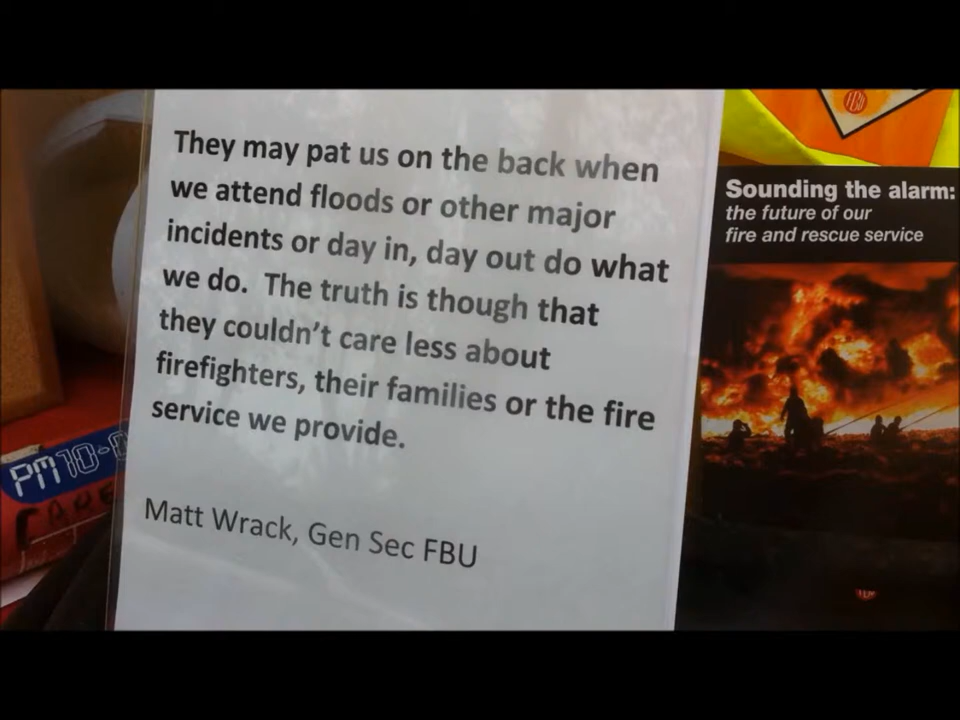 They may pat us on the back when
we attend floods or other major
incidents or day in, day out do what
we do.  The truth is though that
they couldn't care less about
firefighters, their families or the fire
service we provide.
Matt Wrack, Gen Sec FBU
FBU
Sounding the alarm:
the future of our
fire and rescue service
PM10-